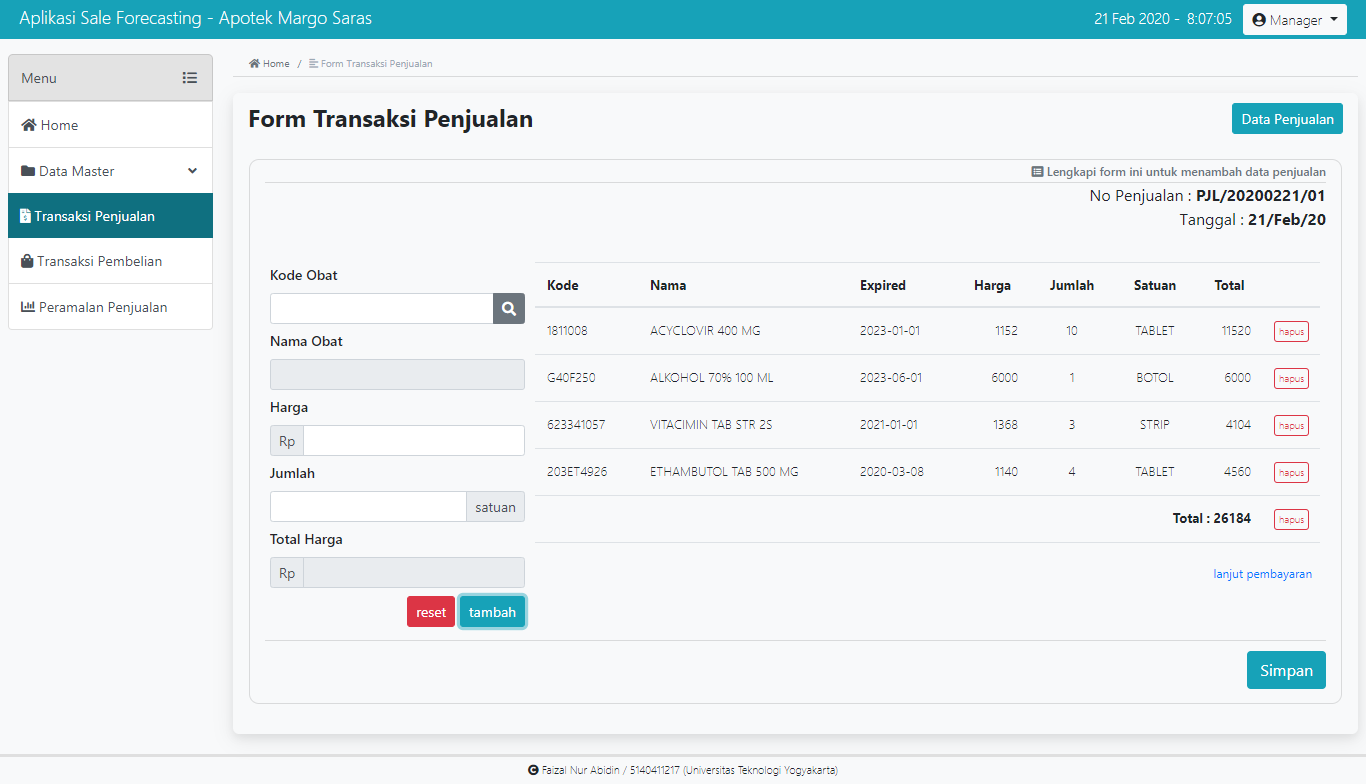 Aplikasi Sale Forecasting - Apotek Margo Saras
21 Feb 2020 - 8:07:05
Manager
Menu
Home
Data Master
Transaksi Penjualan
Transaksi Pembelian
Peramalan Penjualan
Home / Form Transaksi Penjualan
Form Transaksi Penjualan
Data Penjualan
Lengkapi form ini untuk menambah data penjualan
No Penjualan : PJL/20200221/01
Tanggal : 21/Feb/20
Kode Obat
Nama Obat
Harga
Rp
Jumlah
satuan
Total Harga
Rp
reset tambah
Kode Nama Expired Harga Jumlah Satuan Total
1811008 ACYCLOVIR 400 MG 2023-01-01 1152 10 TABLET 11520 hapus
G40F250 ALKOHOL 70% 100 ML 2023-06-01 6000 1 BOTOL 6000 hapus
623341057 VITACIMIN TAB STR 2S 2021-01-01 1368 3 STRIP 4104 hapus
203ET4926 ETHAMBUTOL TAB 500 MG 2020-03-08 1140 4 TABLET 4560 hapus
Total : 26184 hapus
lanjut pembayaran
Simpan
Faizal Nur Abidin / 5140411217 (Universitas Teknologi Yogyakarta)